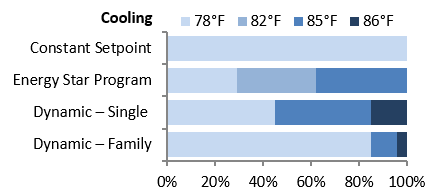 Cooling 78°F 82°F 85°F 86°F
Constant Setpoint
Energy Star Program
Dynamic – Single
Dynamic – Family
0% 20% 40% 60% 80% 100%